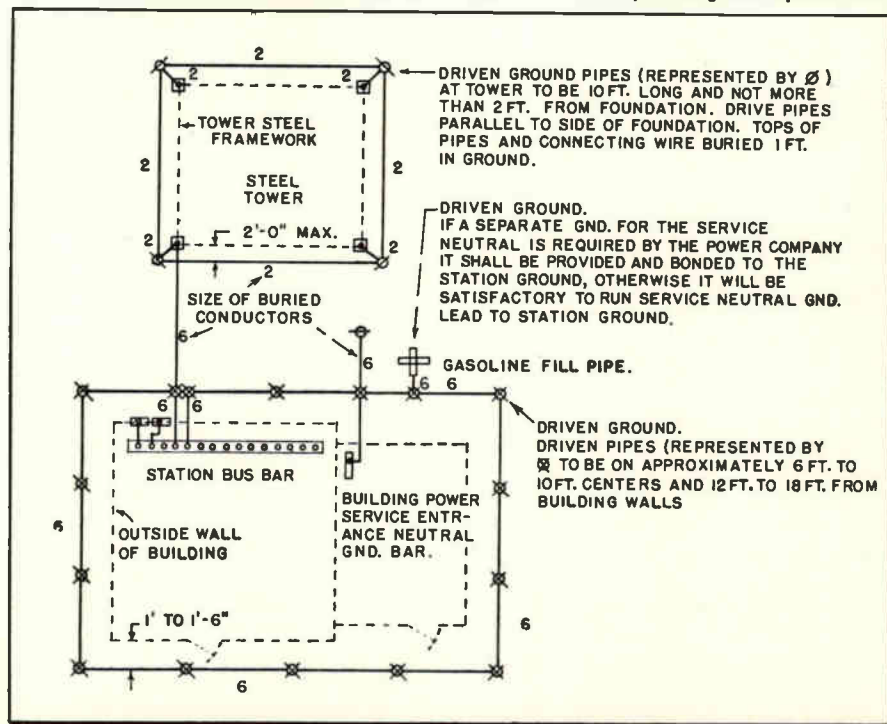 2
2
2
DRIVEN GROUND PIPES (REPRESENTED BY Ø)
AT TOWER TO BE 10 FT. LONG AND NOT MORE
THAN 2 FT. FROM FOUNDATION. DRIVE PIPES
PARALLEL TO SIDE OF FOUNDATION. TOPS OF
PIPES AND CONNECTING WIRE BURIED 1 FT.
IN GROUND.
TOWER STEEL
FRAMEWORK
2
2
STEEL
TOWER
2'-0" MAX.
2
2
2
DRIVEN GROUND.
IF A SEPARATE GND. FOR THE SERVICE
NEUTRAL IS REQUIRED BY THE POWER COMPANY
IT SHALL BE PROVIDED AND BONDED TO THE
STATION GROUND, OTHERWISE IT WILL BE
SATISFACTORY TO RUN SERVICE NEUTRAL GND.
LEAD TO STATION GROUND.
SIZE OF BURIED
CONDUCTORS
6
6
GASOLINE FILL PIPE.
6
6
6
6
DRIVEN GROUND.
DRIVEN PIPES (REPRESENTED BY
⦻ TO BE ON APPROXIMATELY 6 FT. TO
10 FT. CENTERS AND 12 FT. TO 18 FT. FROM
BUILDING WALLS
STATION BUS BAR
BUILDING POWER
SERVICE ENTR-
ANCE NEUTRAL
GND. BAR.
6
OUTSIDE WALL
OF BUILDING
1' TO 1'-6"
6
6